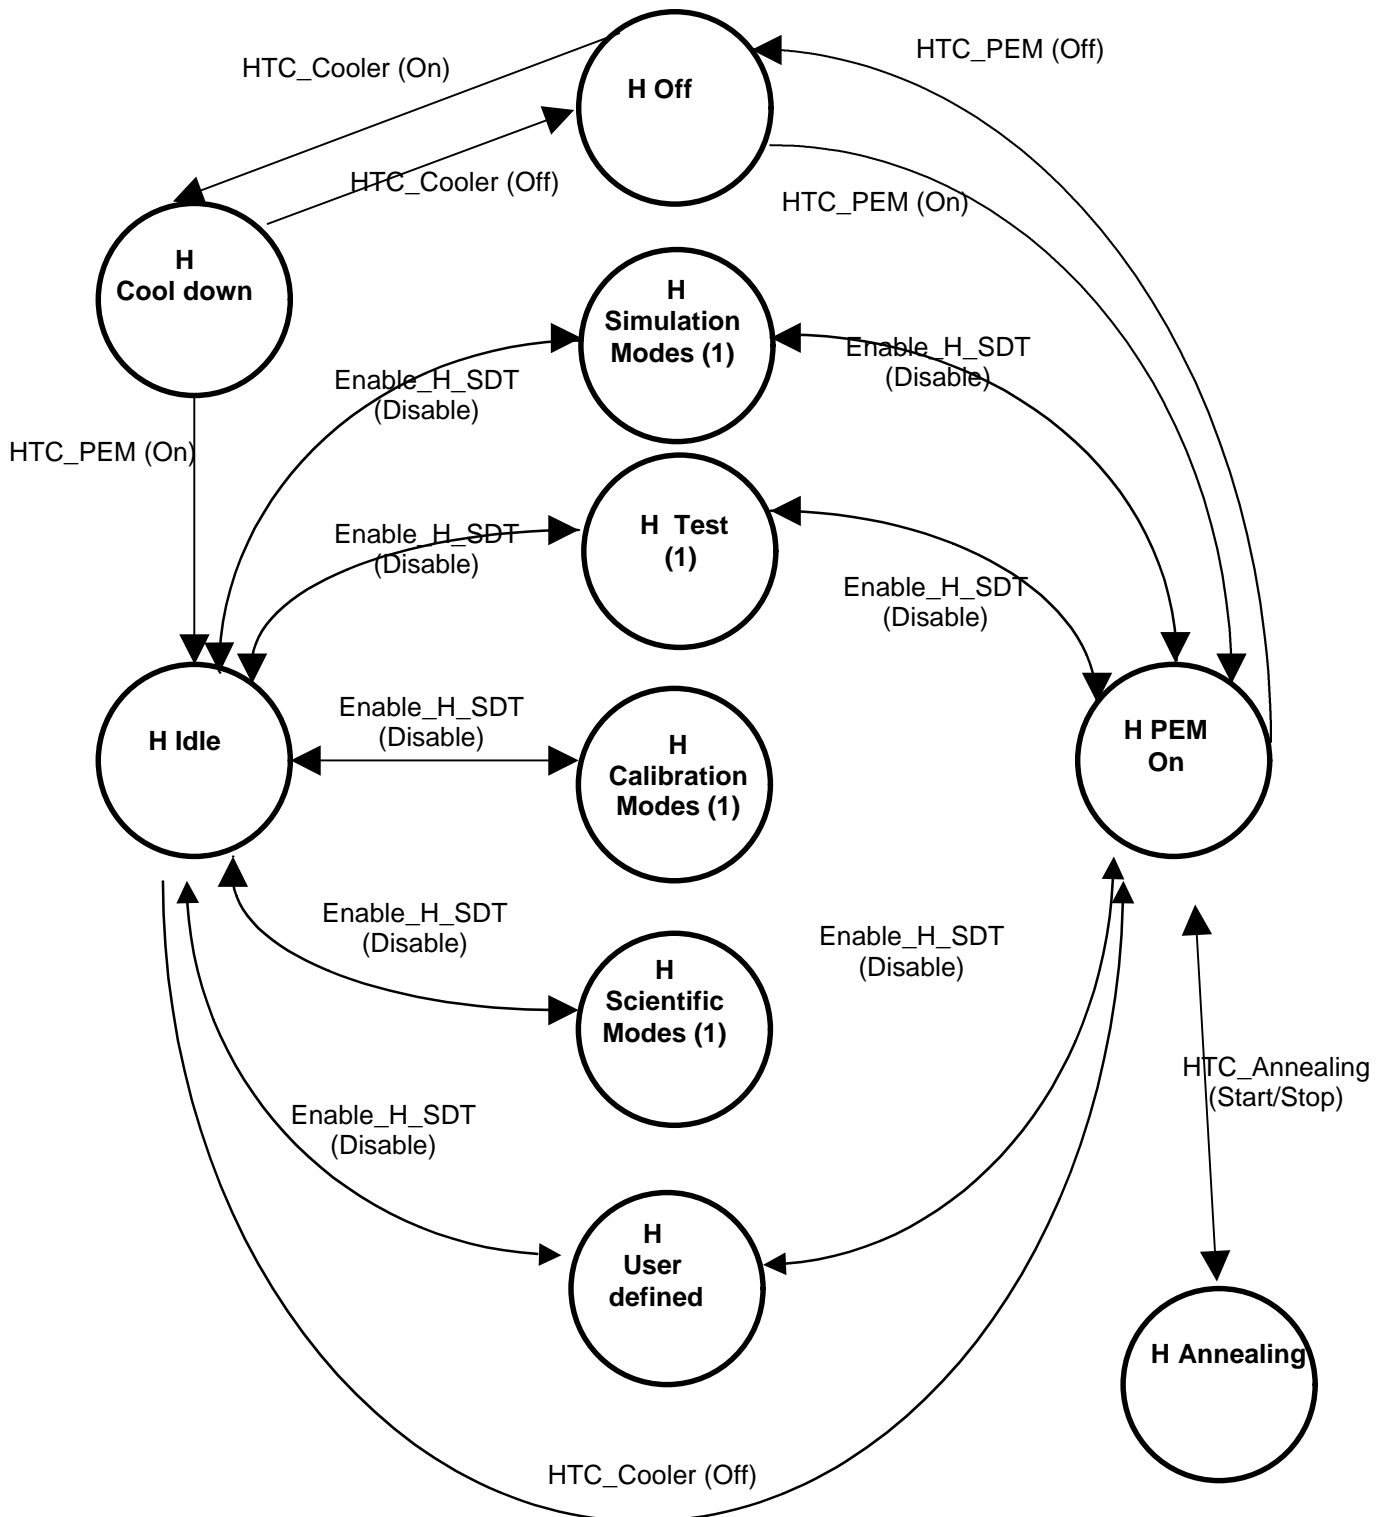 HTC_PEM (Off)
HTC_Cooler (On)
H Off
HTC_Cooler (Off)
HTC_PEM (On)
H
Cool down
H
Simulation
Modes (1)
Enable_H_SDT
(Disable)
Enable_H_SDT
(Disable)
HTC_PEM (On)
H Test
(1)
Enable_H_SDT
(Disable)
Enable_H_SDT
(Disable)
Enable_H_SDT
(Disable)
H Idle
H
Calibration
Modes (1)
H PEM
On
Enable_H_SDT
(Disable)
Enable_H_SDT
(Disable)
H
Scientific
Modes (1)
HTC_Annealing
(Start/Stop)
Enable_H_SDT
(Disable)
H
User
defined
H Annealing
HTC_Cooler (Off)